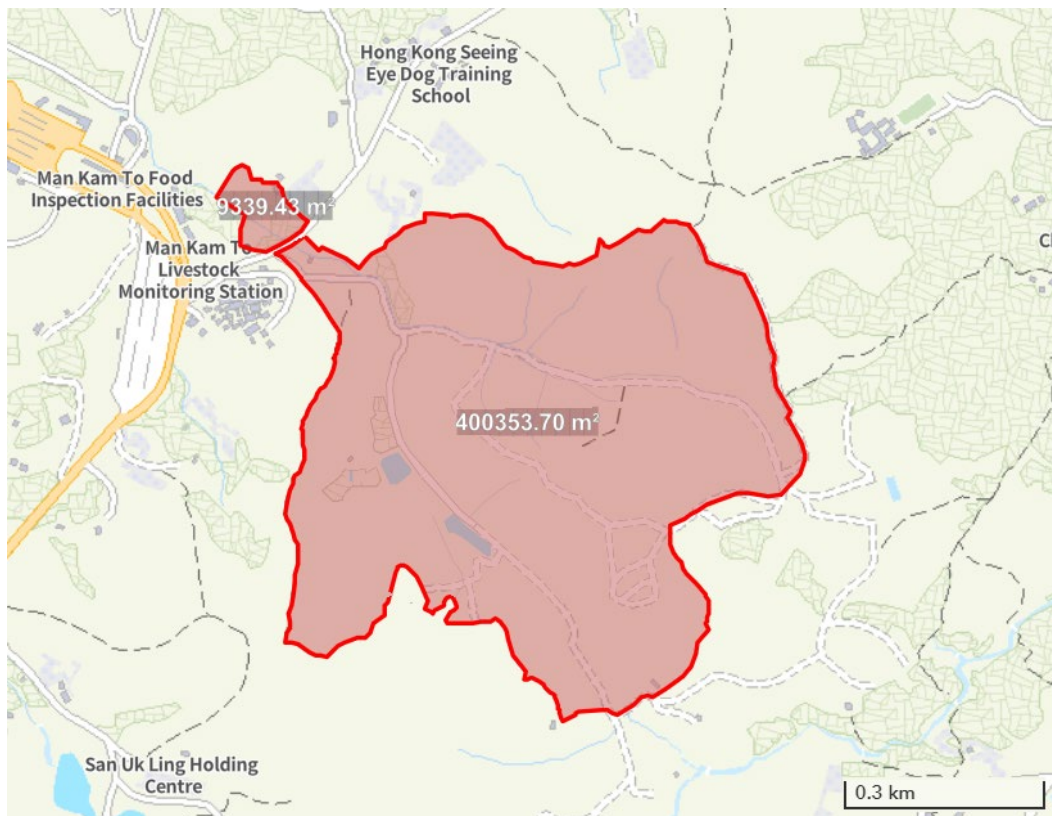 Hong Kong Seeing
Eye Dog Training
School
Man Kam To Food
Inspection Facilities
9339.43 m²
Man Kam To
Livestock
Monitoring Station
400353.70 m²
San Uk Ling Holding
Centre
0.3 km